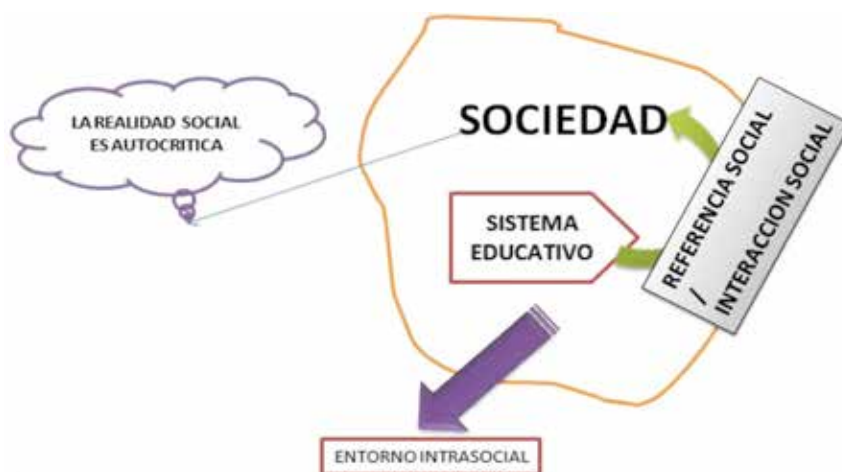 LA REALIDAD SOCIAL
ES AUTOCRITICA
SOCIEDAD
SISTEMA
EDUCATIVO
REFERENCIA SOCIAL
/ INTERACCION SOCIAL
ENTORNO INTRASOCIAL